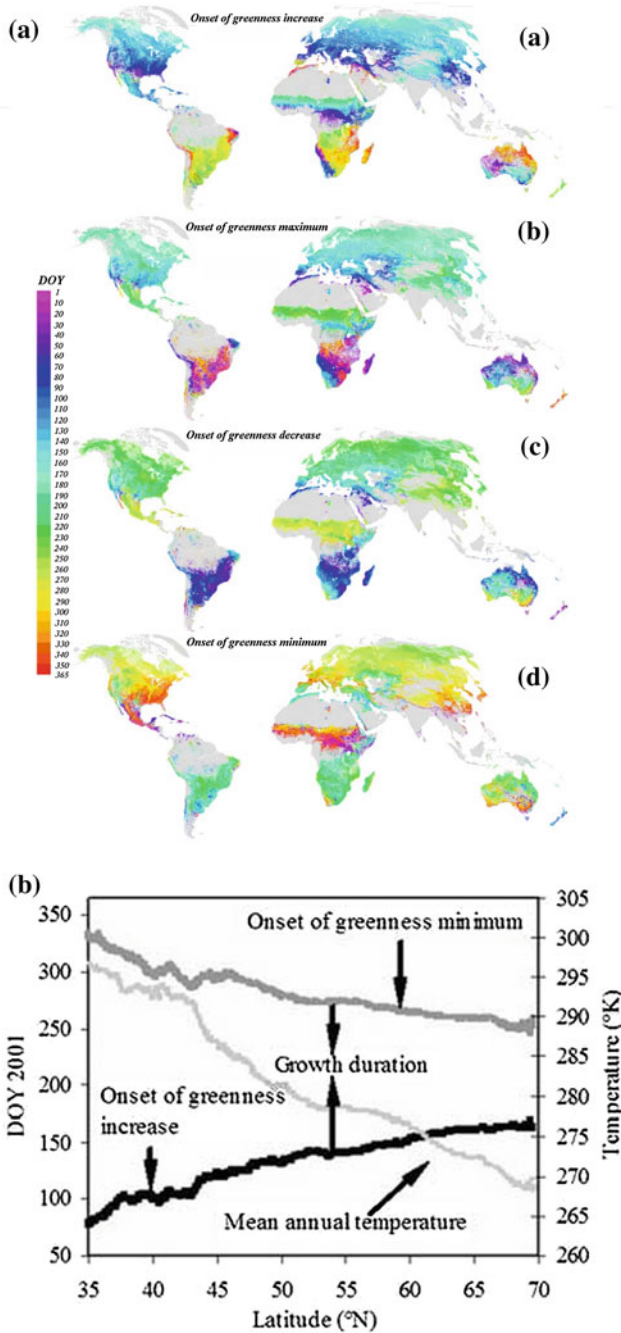 (a)
Onset of greenness increase
(a)
Onset of greenness maximum
(b)
DOY
1
10
20
30
40
50
60
70
80
90
100
110
120
130
140
150
160
170
180
190
200
210
220
230
240
250
260
270
280
290
300
310
320
330
340
350
365
Onset of greenness decrease
(c)
Onset of greenness minimum
(d)
(b)
350
300
250
200
150
100
50
DOY 2001
Onset of greenness minimum
Growth duration
Onset of greenness
increase
Mean annual temperature
305
300
295
290
285
280
275
270
265
260
Temperature (°K)
35 40 45 50 55 60 65 70
Latitude (°N)